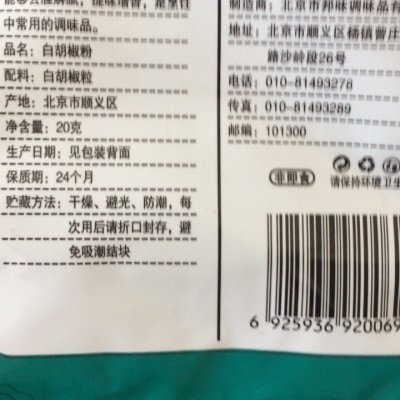 能够去腥解腻，提味增香，是烹饪
中常用的调味品。
品名：白胡椒粉
配料：白胡椒粒
产地：北京市顺义区
净含量：20克
生产日期：见包装背面
保质期：24个月
贮藏方法：干燥、避光、防潮，每
次用后请折口封存，避
免吸潮结块
制造商：北京市邦味调味品有
地址：北京市顺义区杨镇曾庄
路沙岭段26号
电话：010-81493278
传真：010-81493289
邮编：101300
非即食
请保持环境卫生
6 925936 920069